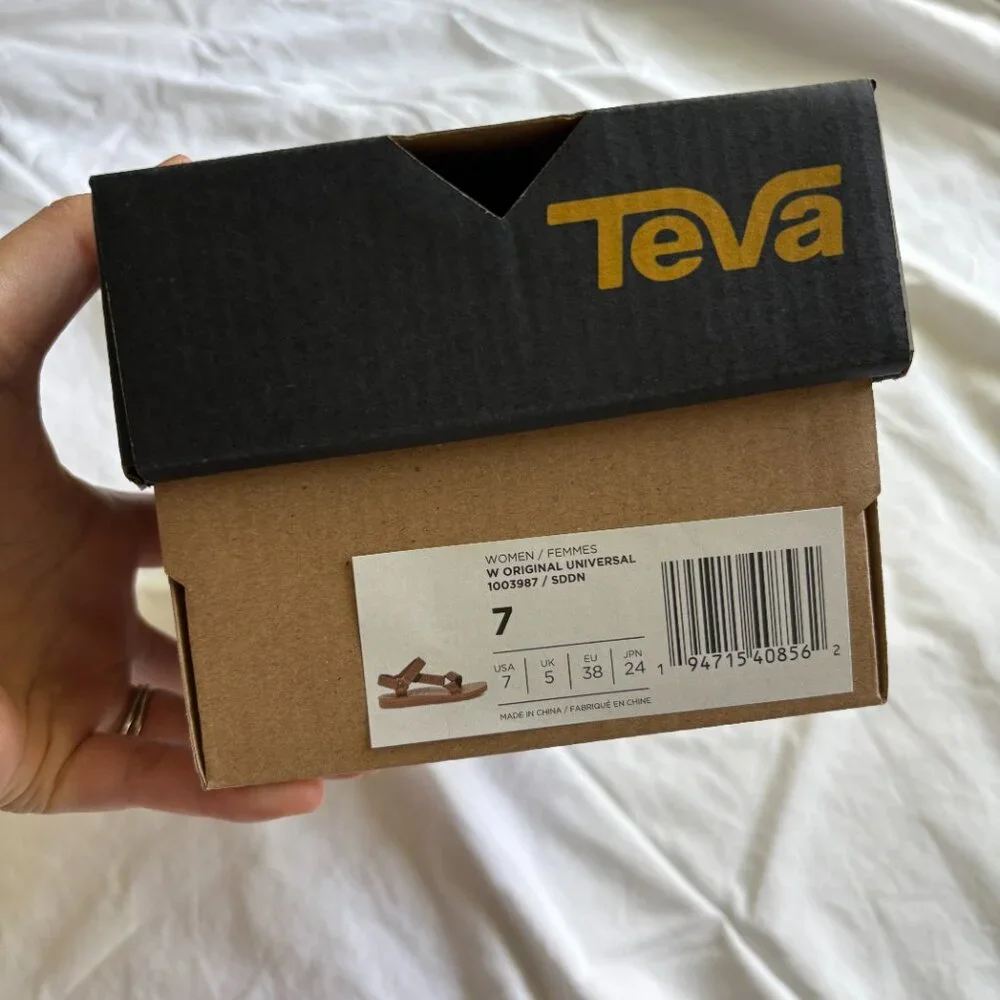 Teva
WOMEN / FEMMES
W ORIGINAL UNIVERSAL
1003987 / SDDN
7
USA UK EU JPN
7 5 38 24
MADE IN CHINA / FABRIQUÉ EN CHINE
1 94715 40856 2